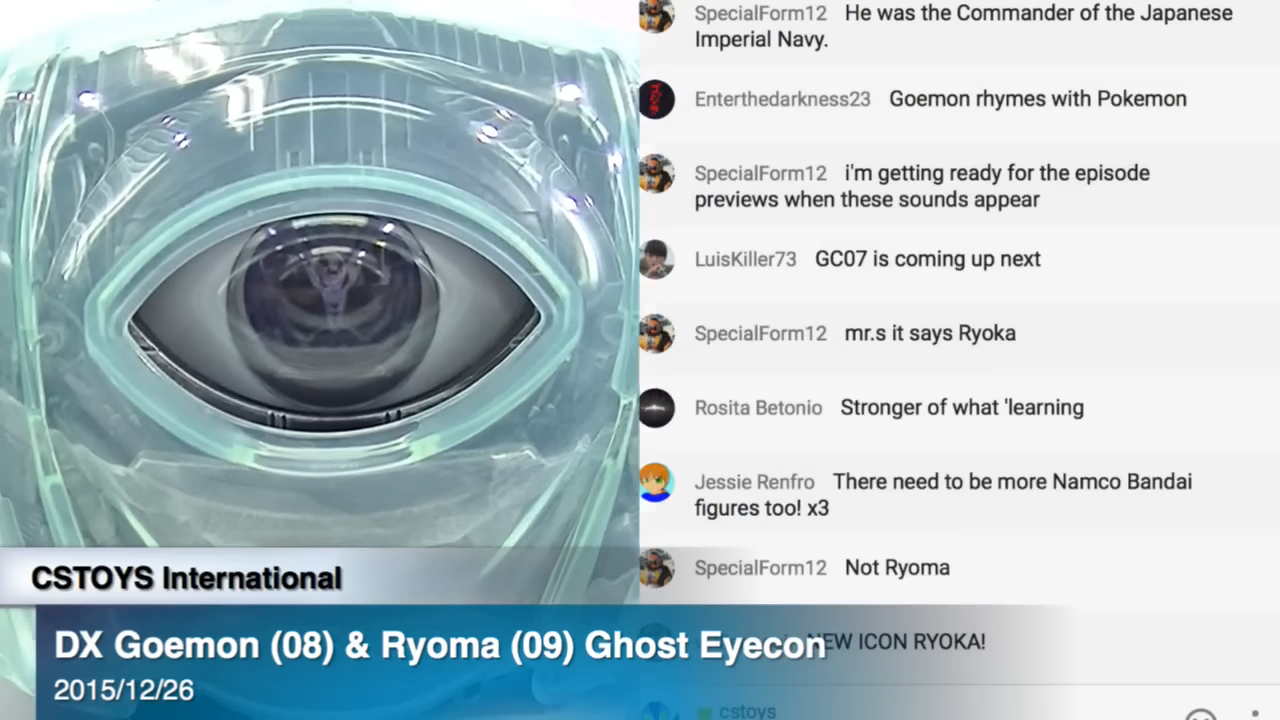 SpecialForm12 He was the Commander of the Japanese
Imperial Navy.
Enterthedarkness23 Goemon rhymes with Pokemon
SpecialForm12 i'm getting ready for the episode
previews when these sounds appear
LuisKiller73 GC07 is coming up next
SpecialForm12 mr.s it says Ryoka
Rosita Betonio Stronger of what 'learning
Jessie Renfro There need to be more Namco Bandai
figures too! x3
SpecialForm12 Not Ryoma
CSTOYS International
DX Goemon (08) & Ryoma (09) Ghost Eyecon
ICON RYOKA!
2015/12/26
cstoys